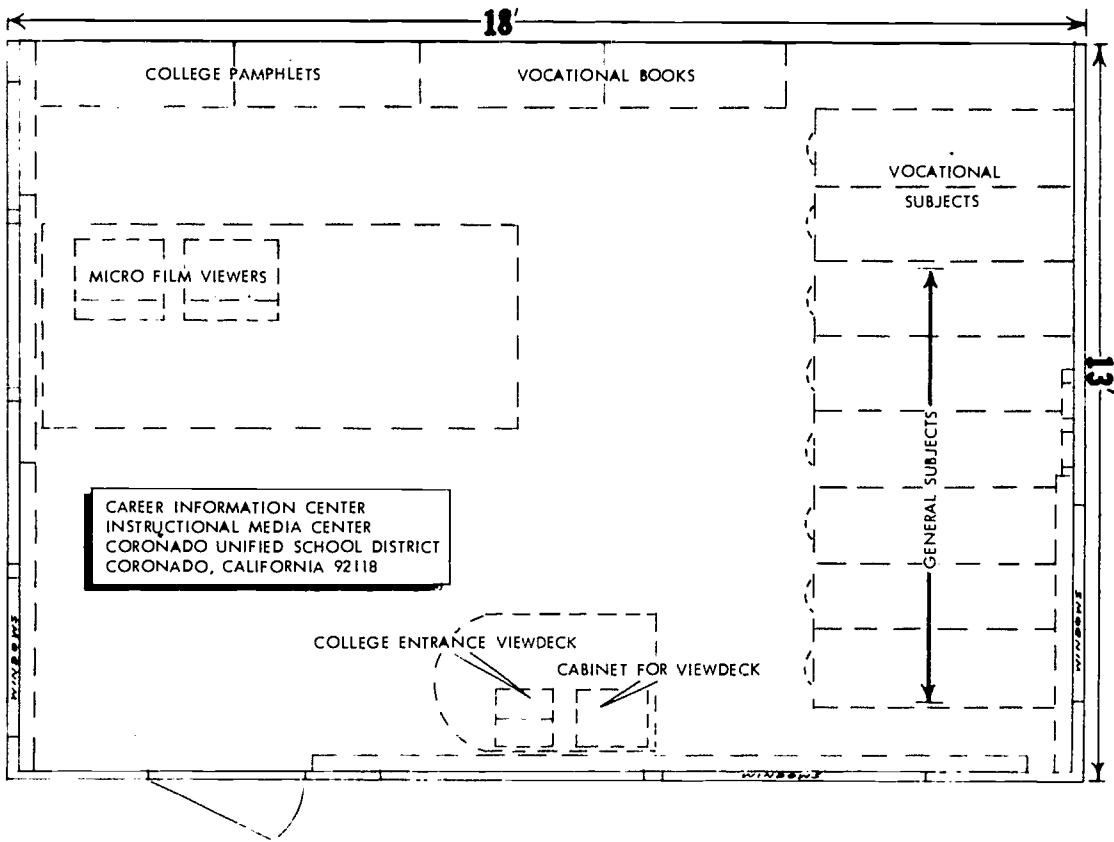 18'
COLLEGE PAMPHLETS
VOCATIONAL BOOKS
VOCATIONAL
SUBJECTS
MICRO FILM VIEWERS
13'
GENERAL SUBJECTS
CAREER INFORMATION CENTER
INSTRUCTIONAL MEDIA CENTER
CORONADO UNIFIED SCHOOL DISTRICT
CORONADO, CALIFORNIA 92118
WINDOWS
COLLEGE ENTRANCE VIEWDECK
CABINET FOR VIEWDECK
WINDOWS
WINDOWS